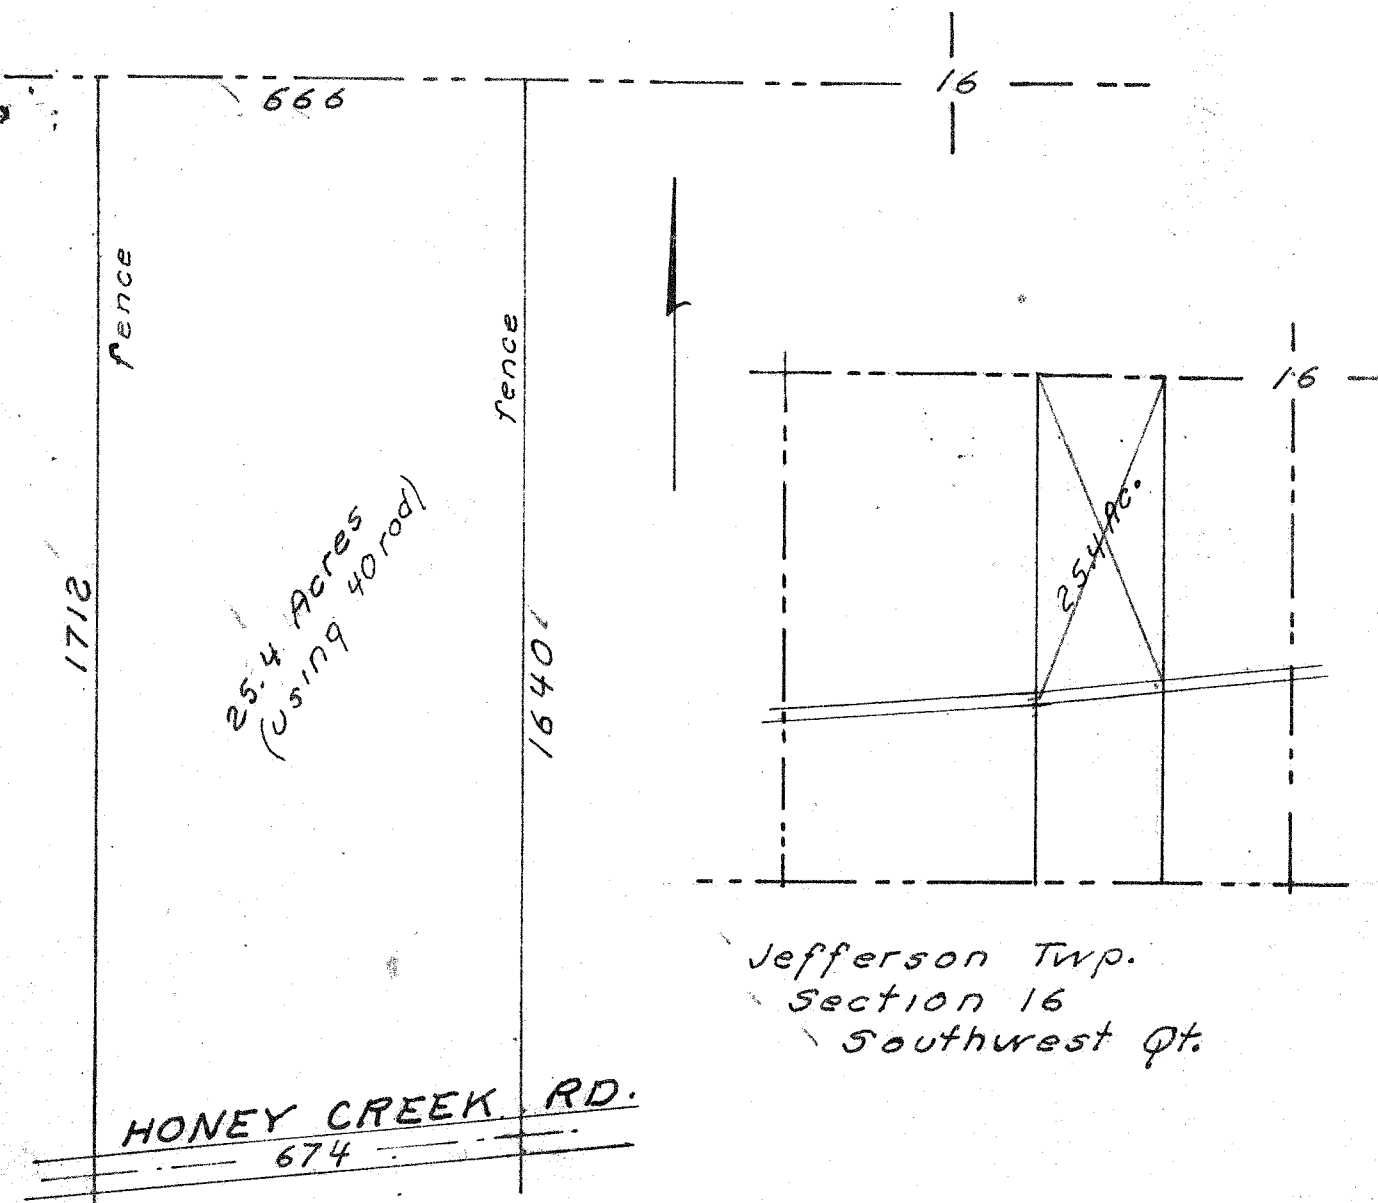 16
666
fence
fence
16
25.4 Ac.
25.4 Acres
(using 40 rod)
1712
1640
Jefferson Twp.
Section 16
Southwest Qt.
HONEY CREEK RD.
674